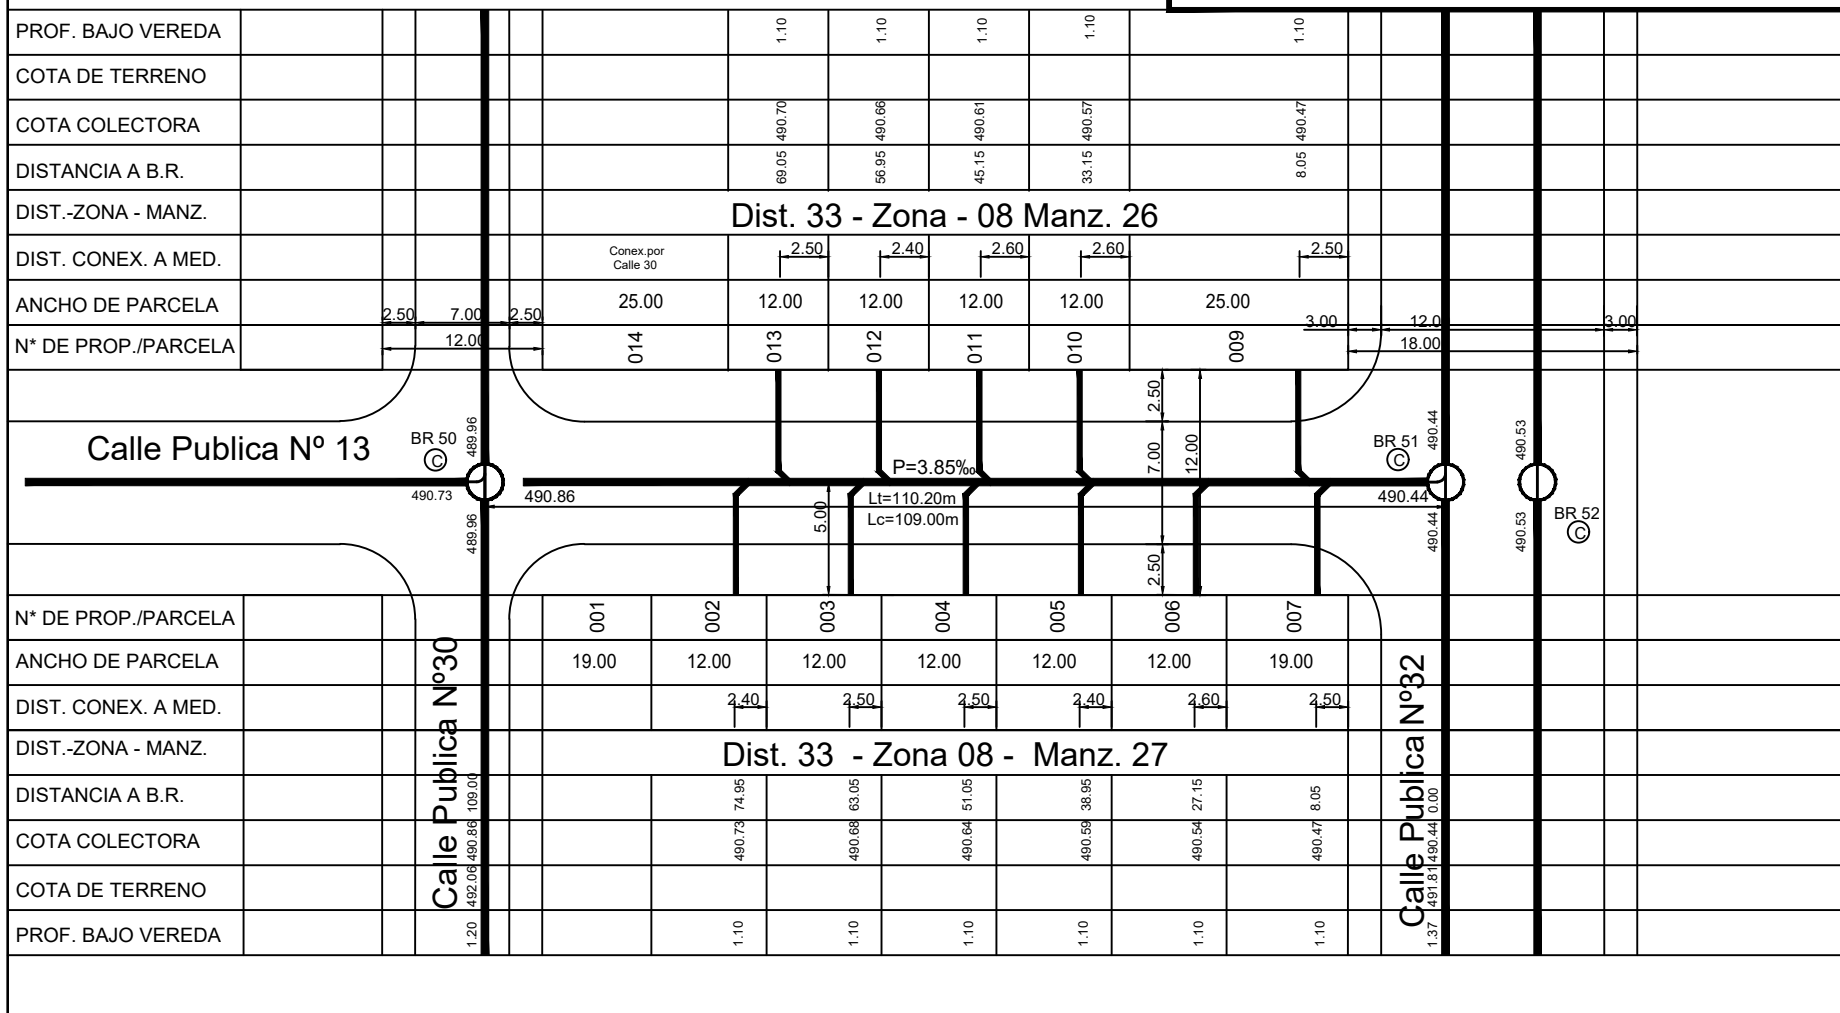 PROF. BAJO VEREDA 1.10 1.10 1.10 1.10 1.10
COTA DE TERRENO
COTA COLECTORA 490.70 490.66 490.61 490.57 490.47
DISTANCIA A B.R. 69.05 56.95 45.15 33.15 8.05
DIST.-ZONA - MANZ. Dist. 33 - Zona - 08 Manz. 26
DIST. CONEX. A MED. Conex.por 2.50 2.40 2.60 2.60 2.50
Calle 30
ANCHO DE PARCELA 25.00 12.00 12.00 12.00 12.00 25.00
2.50 7.00 2.50 3.00 12.0 3.00
N* DE PROP./PARCELA 12.00 014 013 012 011 010 009 18.00
2.50
Calle Publica Nº 13 BR 50 C 489.96 P=3.85‰ 7.00 12.00 BR 51 C 490.44 490.53
490.73 490.86 Lt=110.20m 490.44
Lc=109.00m
489.96 5.00 2.50 490.44 490.53 BR 52 C
N* DE PROP./PARCELA 001 002 003 004 005 006 007
ANCHO DE PARCELA 19.00 12.00 12.00 12.00 12.00 12.00 19.00
DIST. CONEX. A MED. 2.40 2.50 2.50 2.40 2.60 2.50
Calle Publica Nº30
Calle Publica Nº32
DIST.-ZONA - MANZ. Dist. 33 - Zona 08 - Manz. 27
DISTANCIA A B.R. 109.00 74.95 63.05 51.05 38.95 27.15 8.05 0.00
COTA COLECTORA 490.86 490.73 490.68 490.64 490.59 490.54 490.47 490.44
COTA DE TERRENO 492.06 491.81
PROF. BAJO VEREDA 1.20 1.10 1.10 1.10 1.10 1.10 1.10 1.37